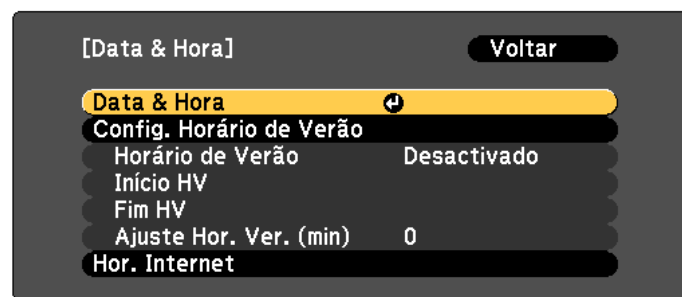 [Data & Hora] Voltar
Data & Hora
Config. Horário de Verão
Horário de Verão Desactivado
Início HV
Fim HV
Ajuste Hor. Ver. (min) 0
Hor. Internet